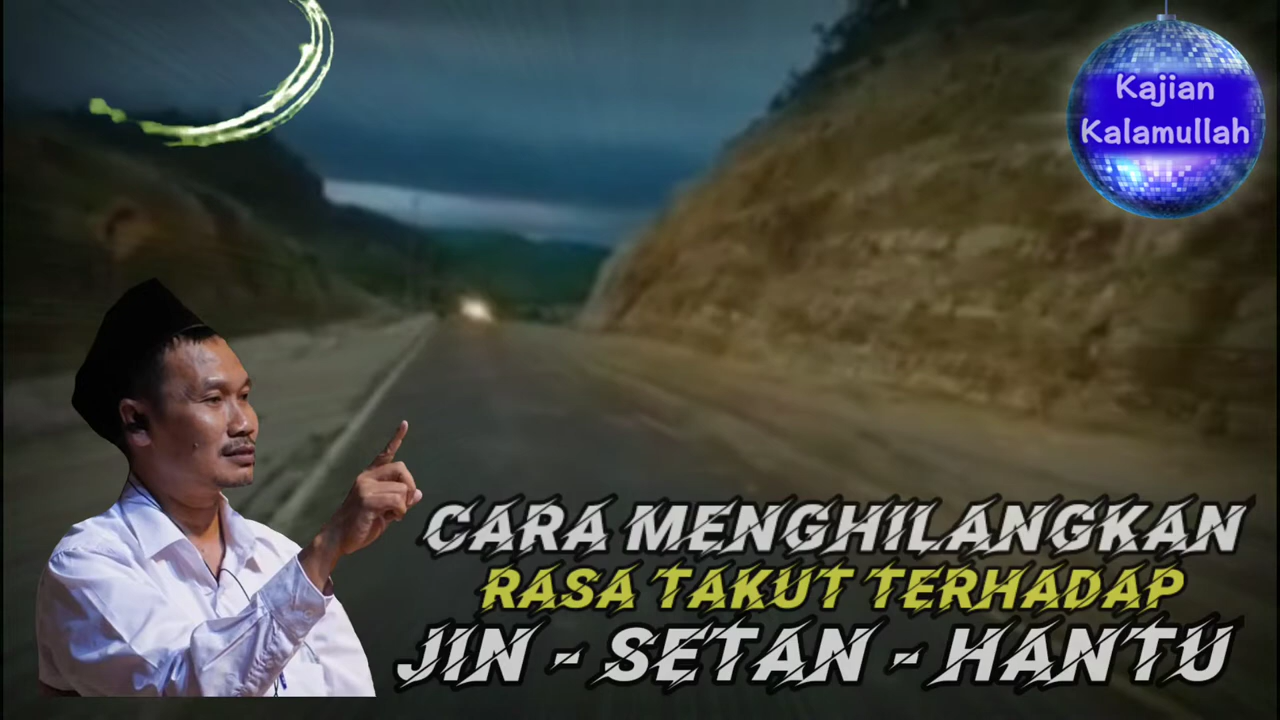 Kajian
Kalamullah
CARA MENGHILANGKAN
RASA TAKUT TERHADAP
JIN - SETAN - HANTU